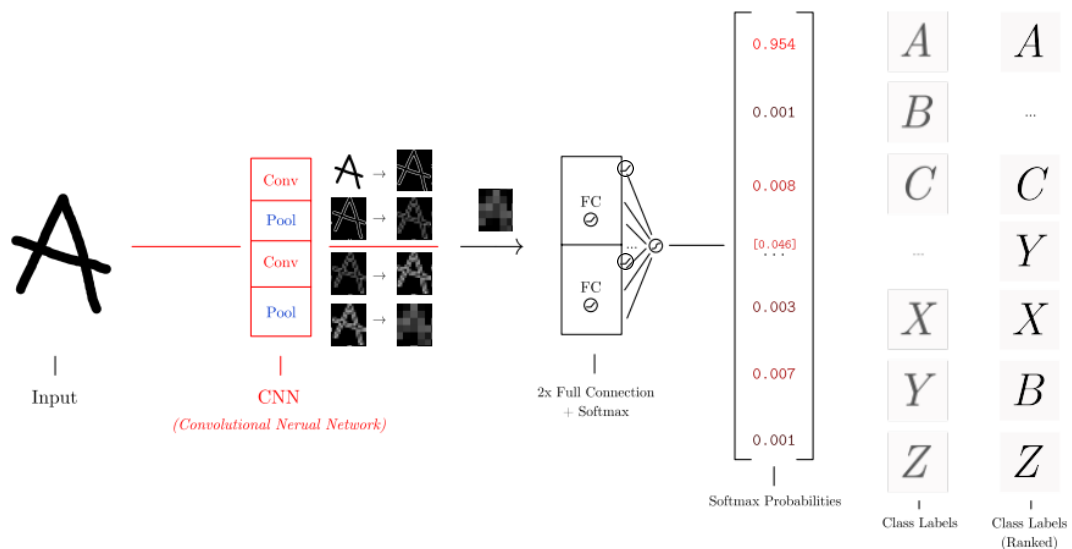 Input
Conv
Pool
Conv
Pool
CNN
(Convolutional Nerual Network)
FC
...
FC
2x Full Connection
+ Softmax
0.954
0.001
0.008
[0.046]
...
0.003
0.007
0.001
Softmax Probabilities
A
B
C
...
X
Y
Z
Class Labels
A
...
C
Y
X
B
Z
Class Labels
(Ranked)